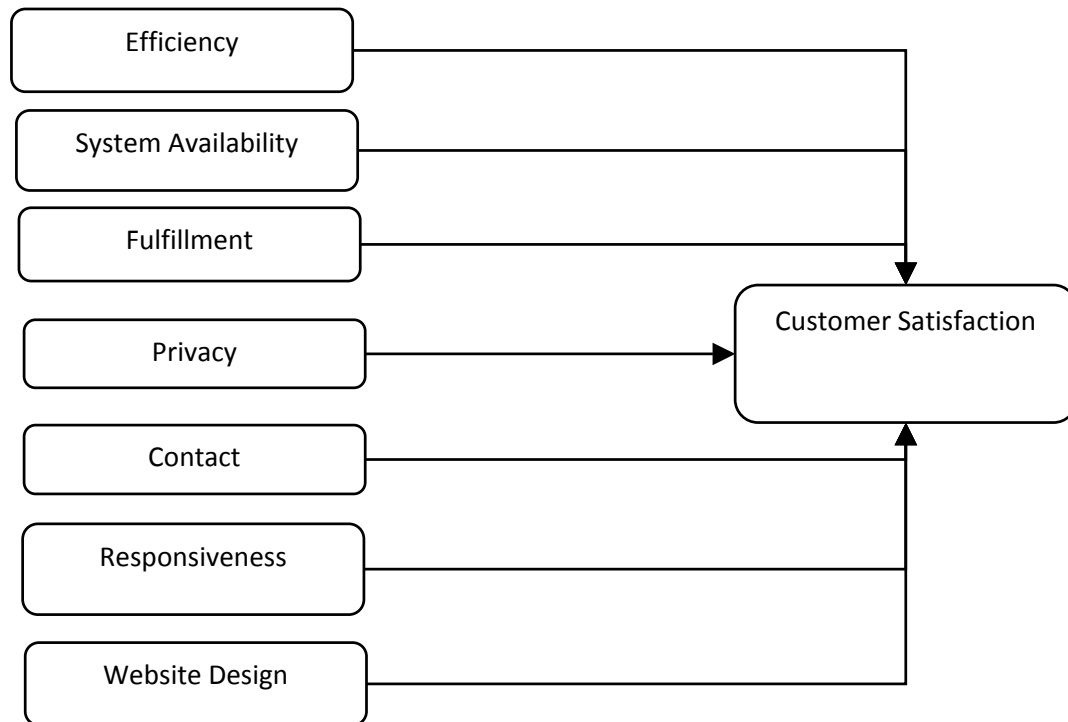 Efficiency
System Availability
Fulfillment
Customer Satisfaction
Privacy
Contact
Responsiveness
Website Design